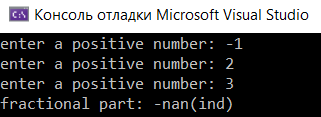 Консоль отладки Microsoft Visual Studio
enter a positive number: -1
enter a positive number: 2
enter a positive number: 3
fractional part: -nan(ind)